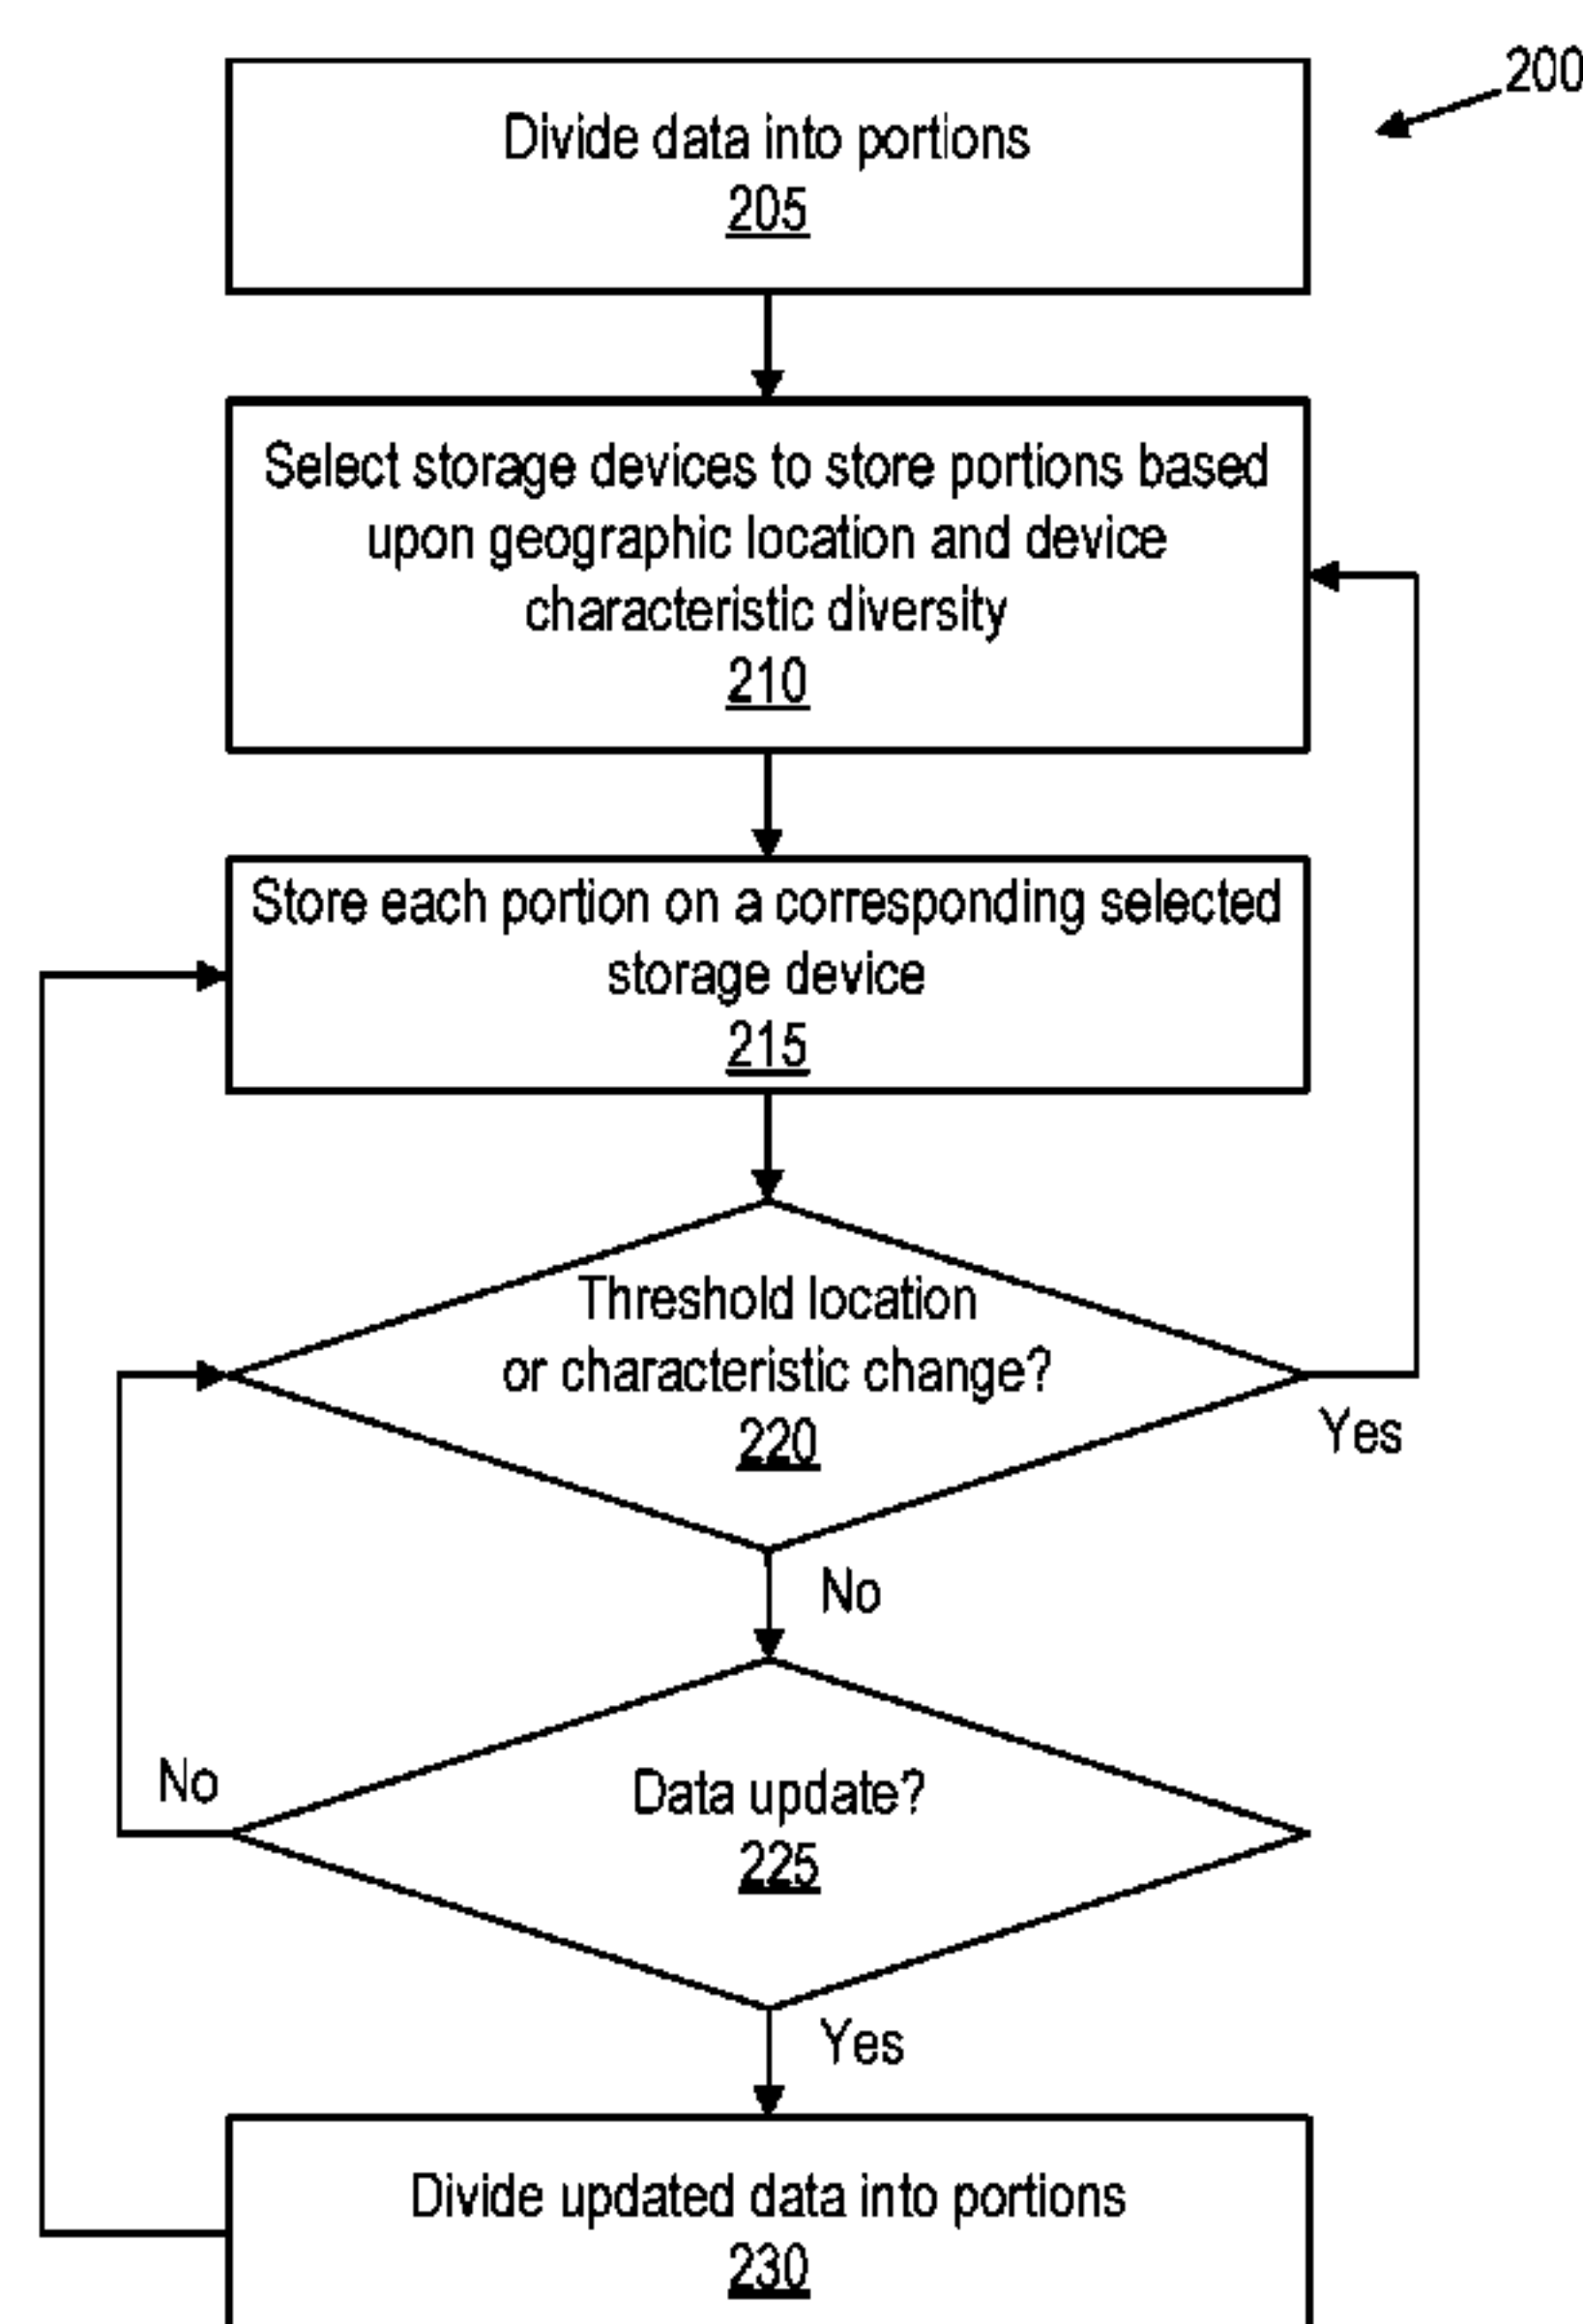 200
Divide data into portions
205
Select storage devices to store portions based
upon geographic location and device
characteristic diversity
210
Store each portion on a corresponding selected
storage device
215
Threshold location
or characteristic change?
220
Yes
No
No
Data update?
225
Yes
Divide updated data into portions
230